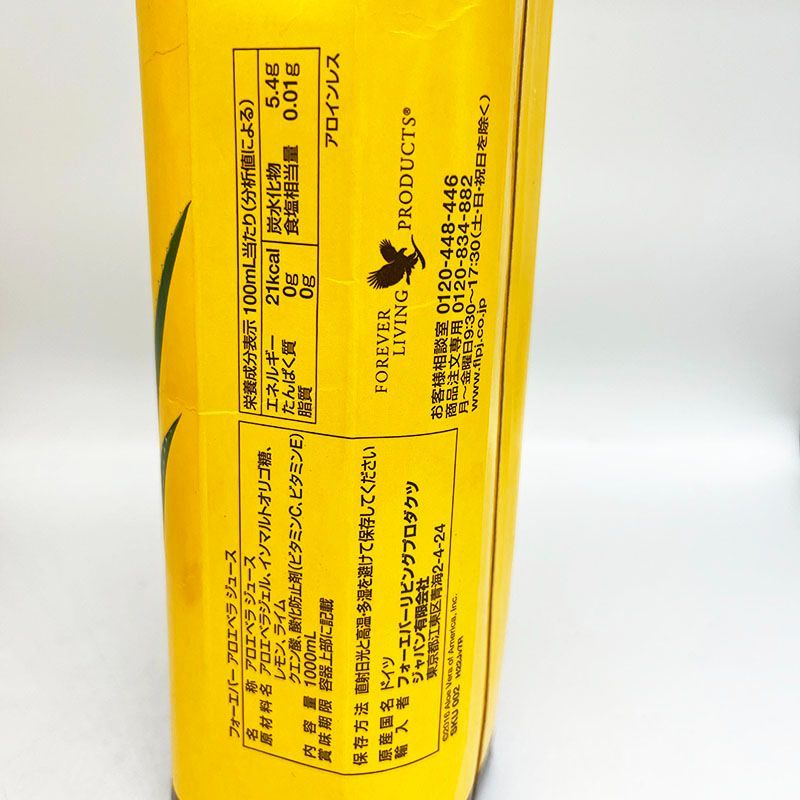 フォーエバー アロエベラ ジュース
名称 アロエベラ ジュース
原材料名 アロエベラジェル、イソマルトオリゴ糖、
レモン、ライム
クエン酸、酸化防止剤(ビタミンC、ビタミンE)
内容量 1000mL
賞味期限 容器上部に記載
保存方法 直射日光と高温・多湿を避けて保存してください
原産国名 ドイツ
輸入者 フォーエバーリビングプロダクツ
ジャパン有限会社
東京都江東区青海2-4-24
©2016 Aloe Vera of America, Inc.
SKU 002
栄養成分表示 100mL当たり(分析値による)
エネルギー 21kcal 炭水化物 5.4g
たんぱく質 0g 食塩相当量 0.01g
脂質 0g
アロインレス
FOREVER
LIVING PRODUCTS®
お客様相談室 0120-448-446
商品注文専用 0120-834-882
月〜金曜日9:30〜17:30(土・日・祝日を除く)
www.flpj.co.jp